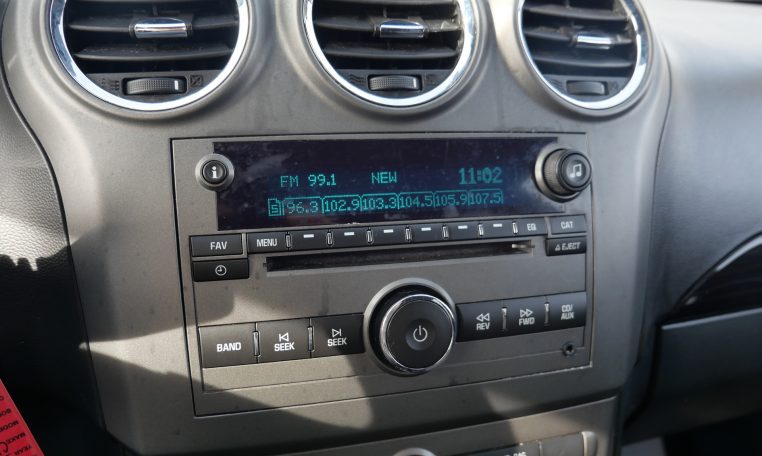 i
FM 99.1 NEW 11:02
5 96.3 102.9 103.3 104.5 105.9 107.5
FAV MENU EQ CAT
EJECT
BAND SEEK SEEK REV FWD CD/AUX